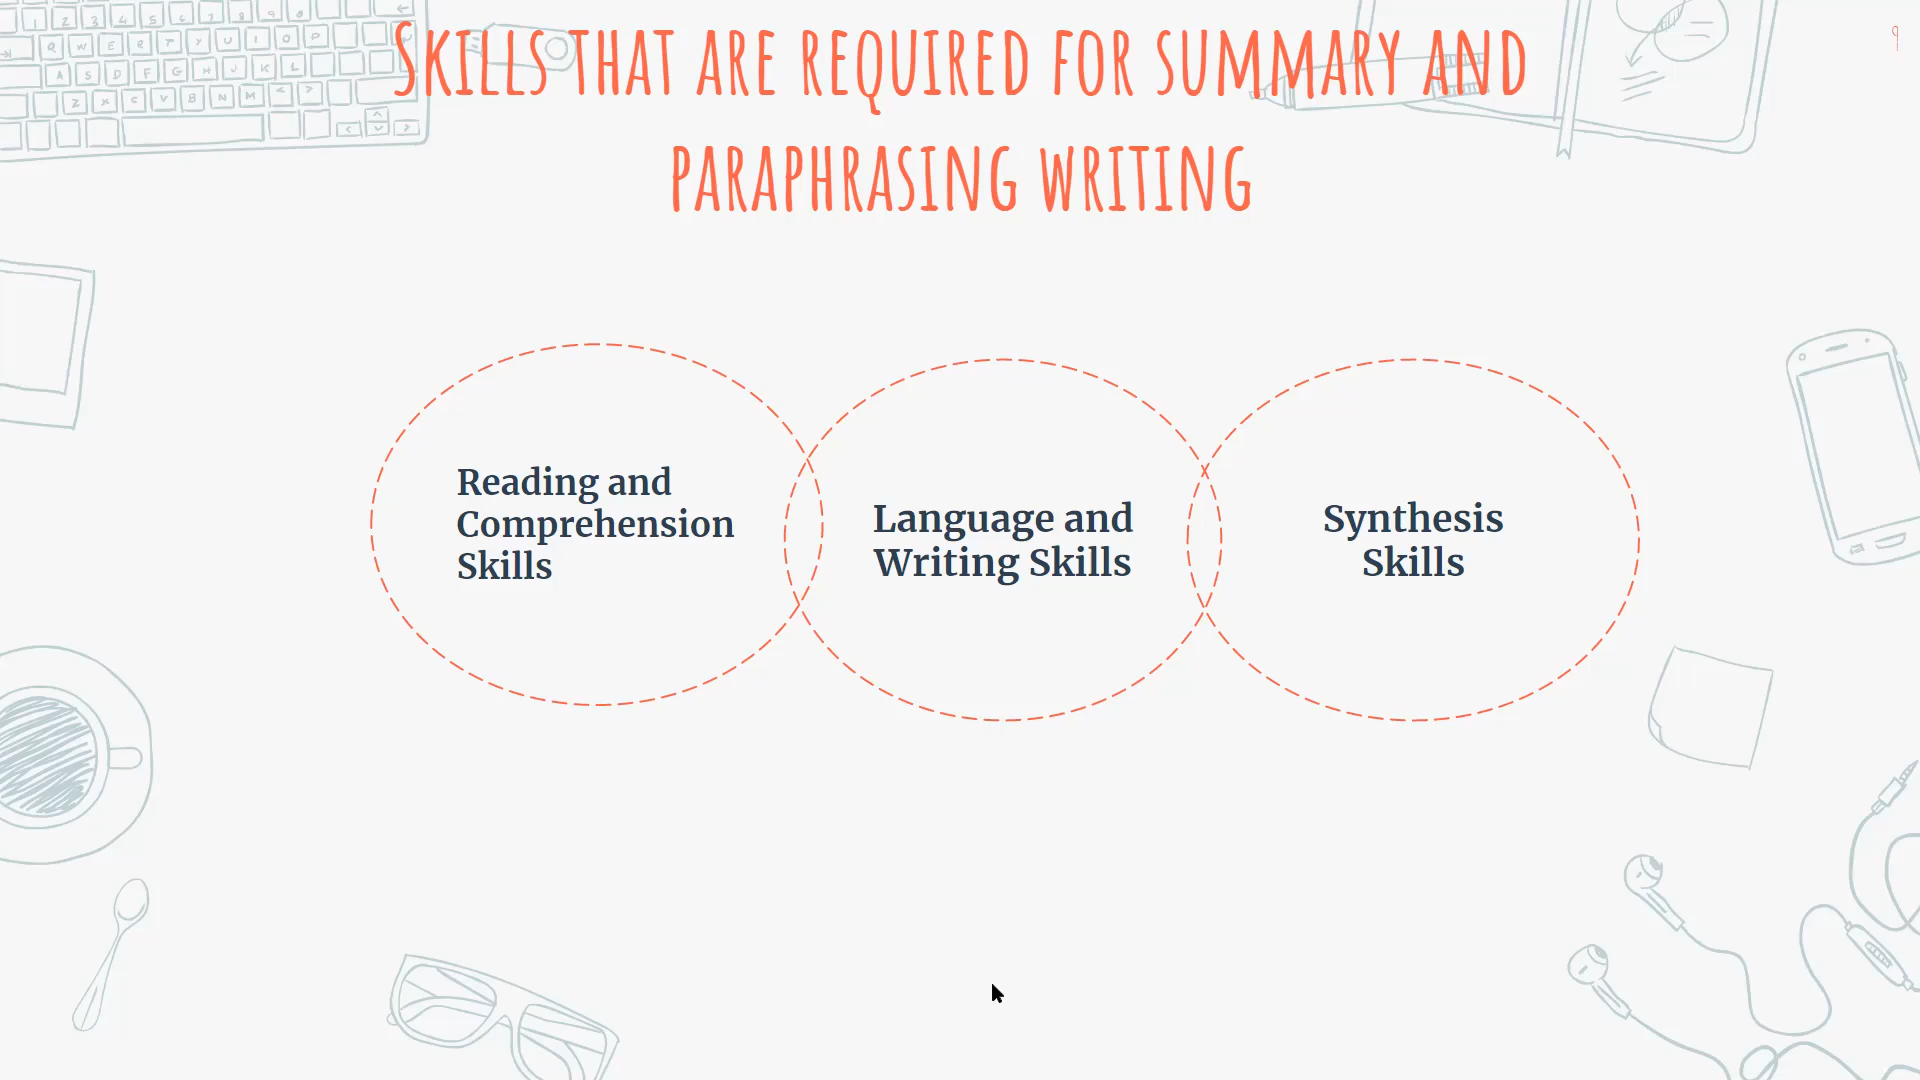 Skills that are required for summary and
paraphrasing writing
9
Reading and
Comprehension
Skills
Language and
Writing Skills
Synthesis
Skills